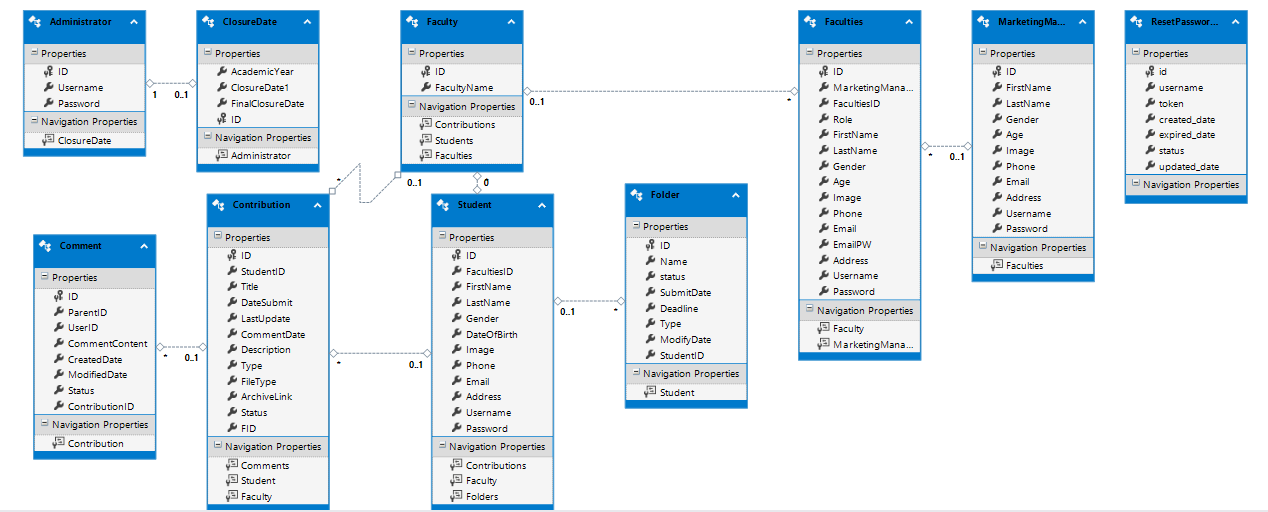 Administrator
Properties
ID
Username
Password
Navigation Properties
ClosureDate
1
0..1
ClosureDate
Properties
AcademicYear
ClosureDate1
FinalClosureDate
ID
Navigation Properties
Administrator
Faculty
Properties
ID
FacultyName
Navigation Properties
Contributions
Students
Faculties
0..1
*
Faculties
Properties
ID
MarketingMana...
FacultiesID
Role
FirstName
LastName
Gender
Age
Image
Phone
Email
EmailPW
Address
Username
Password
Navigation Properties
Faculty
MarketingMana...
*
0..1
MarketingMa...
Properties
ID
FirstName
LastName
Gender
Age
Image
Phone
Email
Address
Username
Password
Navigation Properties
Faculties
ResetPasswor...
Properties
id
username
token
created_date
expired_date
status
updated_date
Navigation Properties
*
0..1
0
Comment
Properties
ID
ParentID
UserID
CommentContent
CreatedDate
ModifiedDate
Status
ContributionID
Navigation Properties
Contribution
*
0..1
Contribution
Properties
ID
StudentID
Title
DateSubmit
LastUpdate
CommentDate
Description
Type
FileType
ArchiveLink
Status
FID
Navigation Properties
Comments
Student
Faculty
*
0..1
Student
Properties
ID
FacultiesID
FirstName
LastName
Gender
DateOfBirth
Image
Phone
Email
Address
Username
Password
Navigation Properties
Contributions
Faculty
Folders
0..1
*
Folder
Properties
ID
Name
status
SubmitDate
Deadline
Type
ModifyDate
StudentID
Navigation Properties
Student